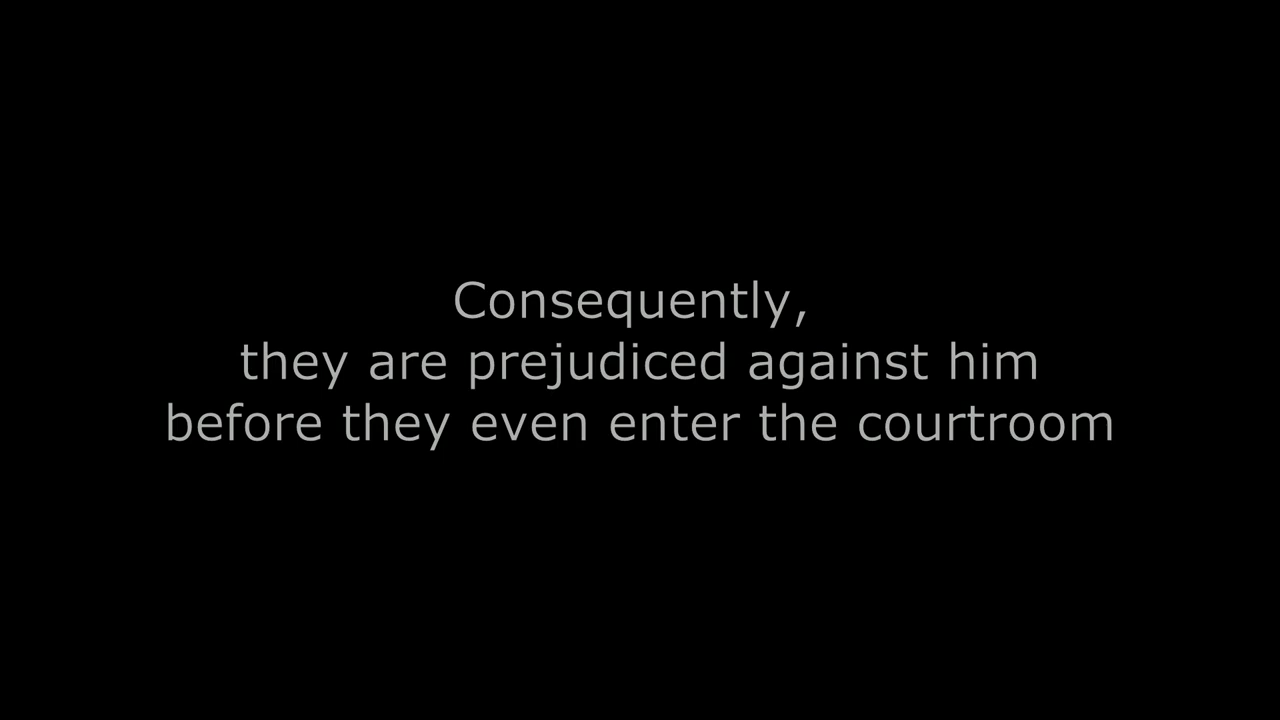 Consequently,
they are prejudiced against him
before they even enter the courtroom